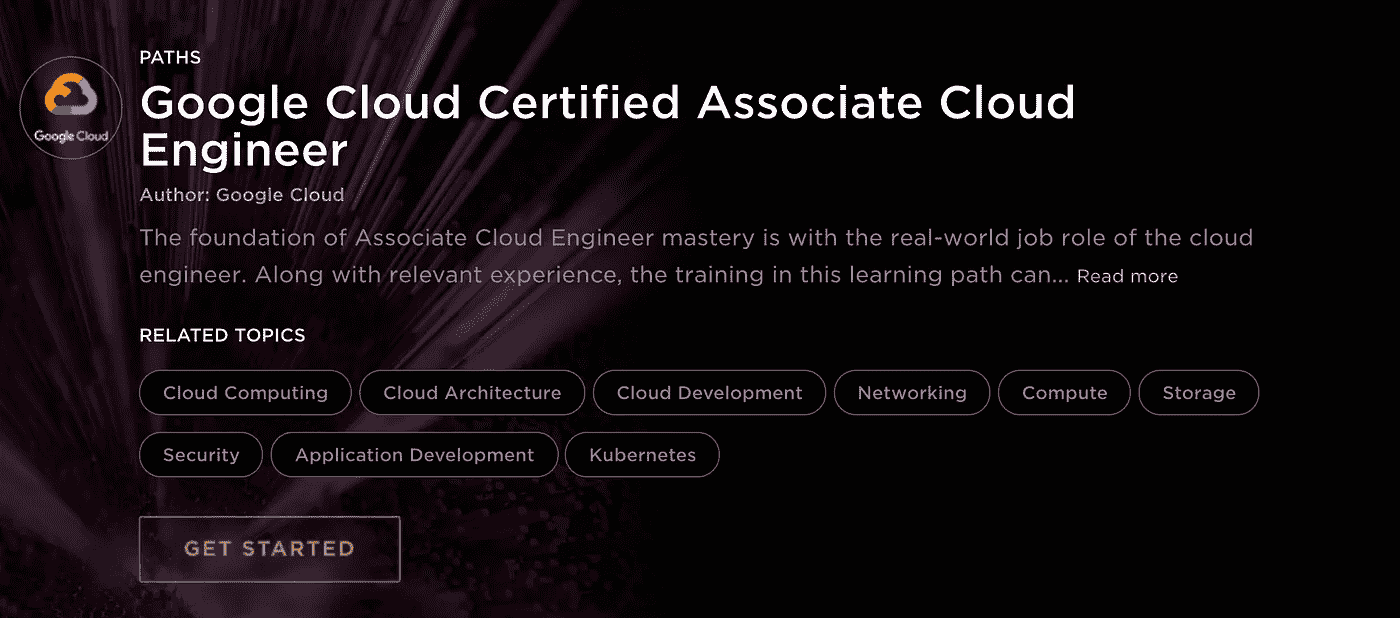 PATHS
Google Cloud Certified Associate Cloud
Engineer
Google Cloud
Author: Google Cloud
The foundation of Associate Cloud Engineer mastery is with the real-world job role of the cloud
engineer. Along with relevant experience, the training in this learning path can... Read more
RELATED TOPICS
Cloud Computing Cloud Architecture Cloud Development Networking Compute Storage
Security Application Development Kubernetes
GET STARTED